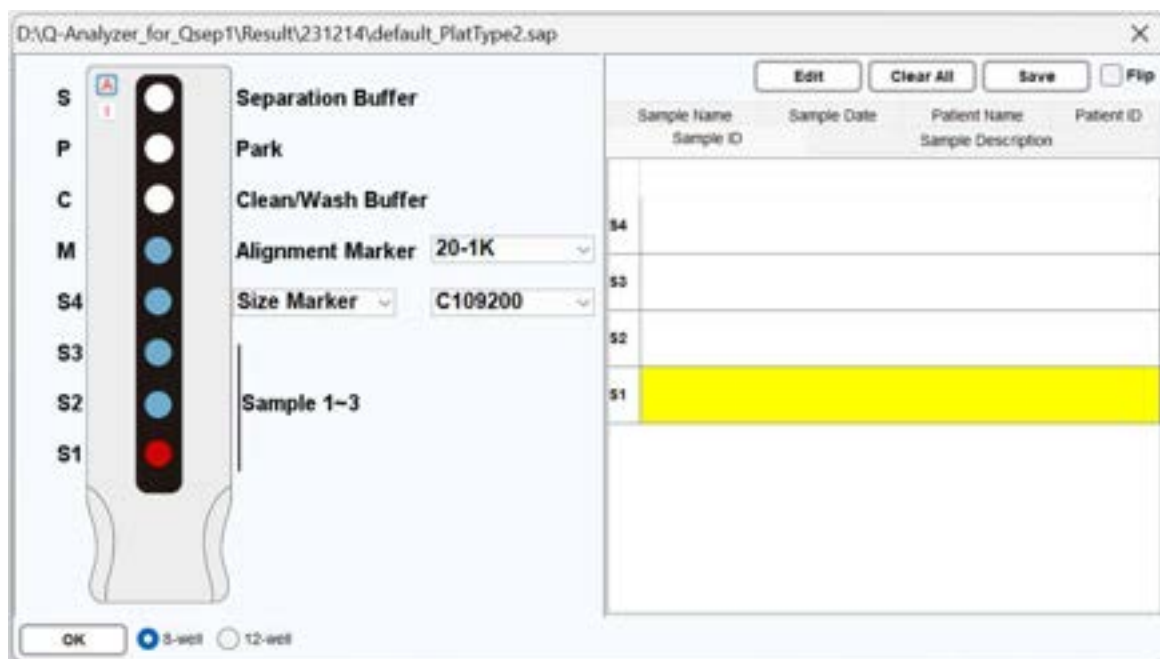 D:\Q-Analyzer_for_Qsep1\Result\231214\default_PlatType2.sap
Edit Clear All Save Flip
Sample Name Sample Date Patient Name Patient ID
Sample ID Sample Description
A
1
S Separation Buffer
P Park
C Clean/Wash Buffer
M Alignment Marker 20-1K
S4 Size Marker C109200
S3
S2 Sample 1~3
S1
S4
S3
S2
S1
OK 8-well 12-well